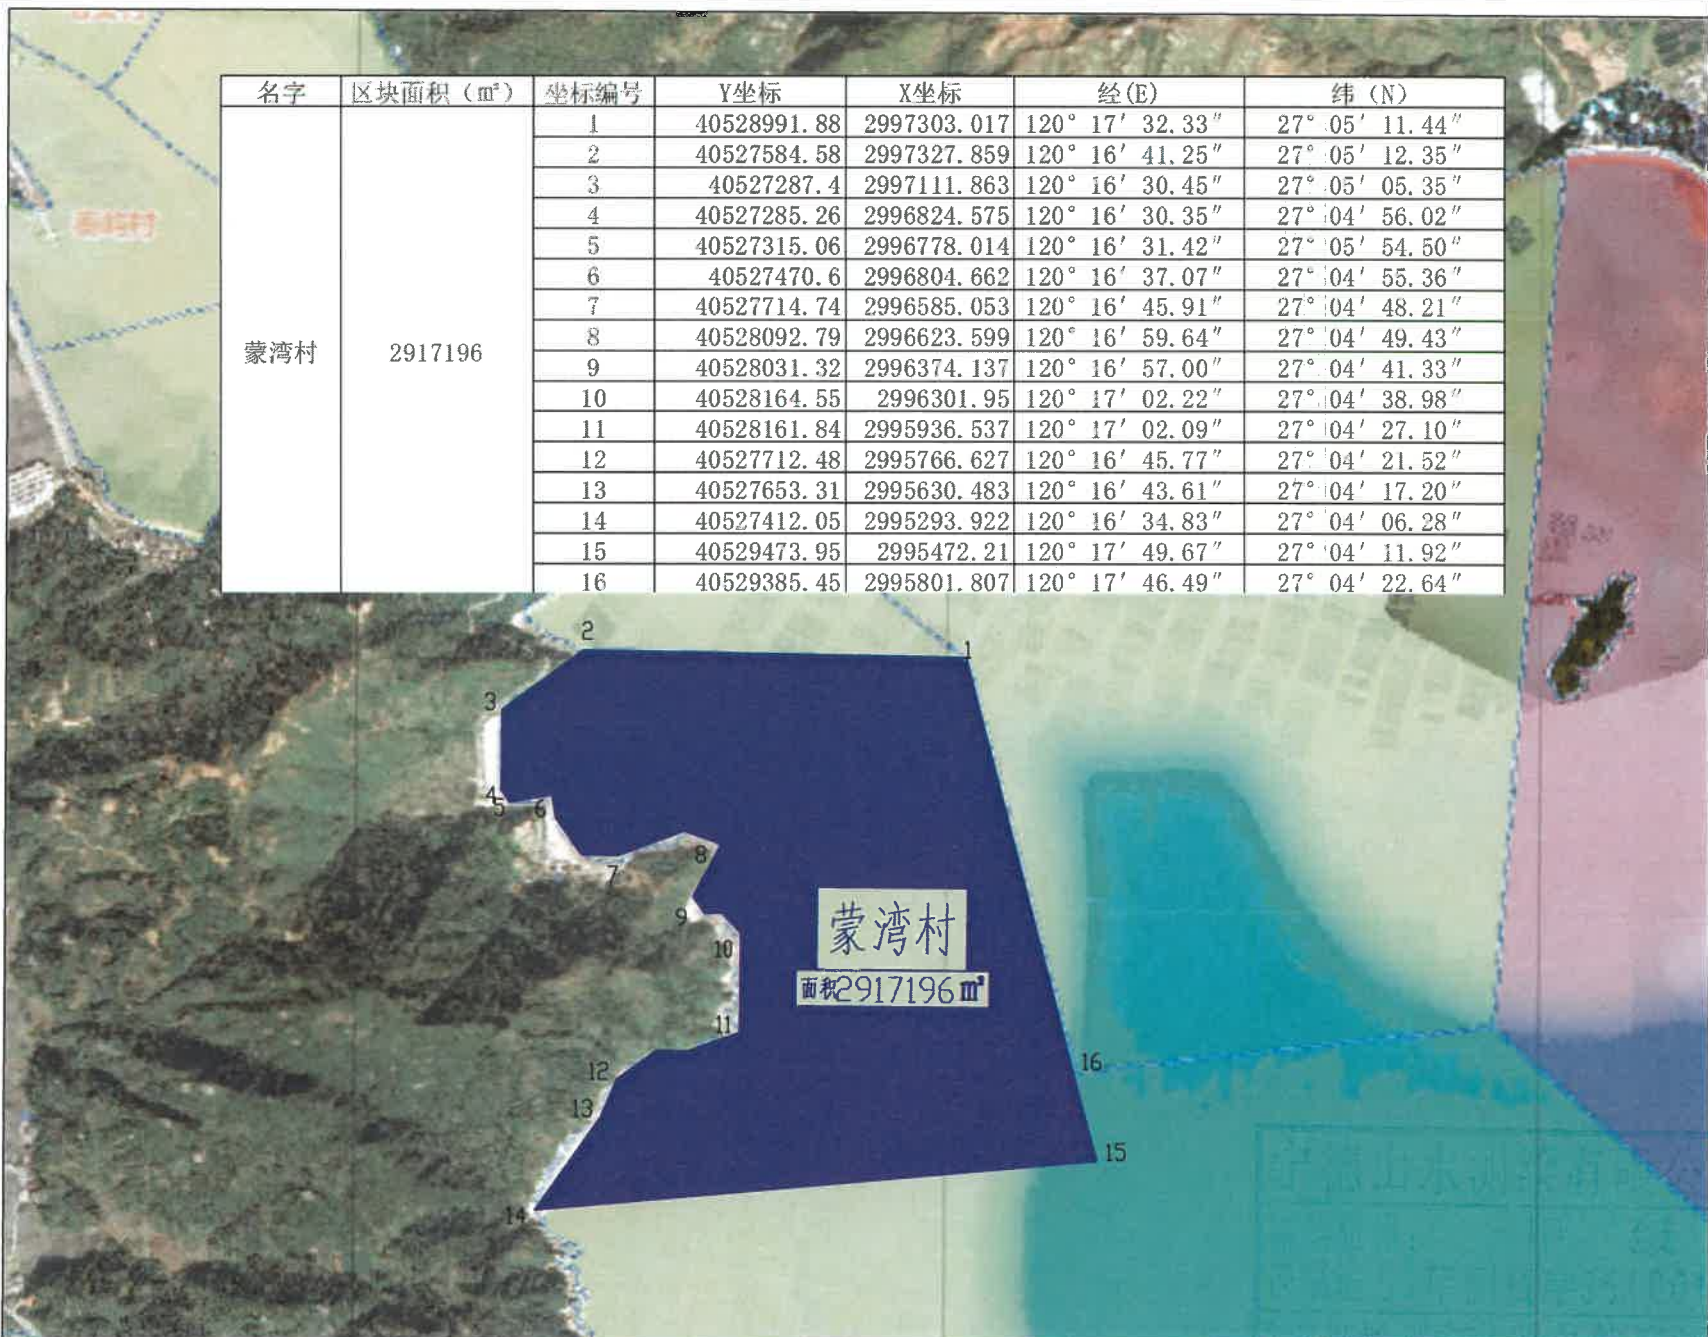 名字 区块面积（㎡） 坐标编号 Y坐标 X坐标 经(E) 纬（N）
1 40528991.88 2997303.017 120° 17′ 32.33″ 27° 05′ 11.44″
2 40527584.58 2997327.859 120° 16′ 41.25″ 27° 05′ 12.35″
3 40527287.4 2997111.863 120° 16′ 30.45″ 27° 05′ 05.35″
4 40527285.26 2996824.575 120° 16′ 30.35″ 27° 04′ 56.02″
5 40527315.06 2996778.014 120° 16′ 31.42″ 27° 05′ 54.50″
6 40527470.6 2996804.662 120° 16′ 37.07″ 27° 04′ 55.36″
7 40527714.74 2996585.053 120° 16′ 45.91″ 27° 04′ 48.21″
8 40528092.79 2996623.599 120° 16′ 59.64″ 27° 04′ 49.43″
蒙湾村 2917196
9 40528031.32 2996374.137 120° 16′ 57.00″ 27° 04′ 41.33″
10 40528164.55 2996301.95 120° 17′ 02.22″ 27° 04′ 38.98″
11 40528161.84 2995936.537 120° 17′ 02.09″ 27° 04′ 27.10″
12 40527712.48 2995766.627 120° 16′ 45.77″ 27° 04′ 21.52″
13 40527653.31 2995630.483 120° 16′ 43.61″ 27° 04′ 17.20″
14 40527412.05 2995293.922 120° 16′ 34.83″ 27° 04′ 06.28″
15 40529473.95 2995472.21 120° 17′ 49.67″ 27° 04′ 11.92″
16 40529385.45 2995801.807 120° 17′ 46.49″ 27° 04′ 22.64″
2
1
3
4
5
6
7
8
9
10
蒙湾村
面积2917196㎡
11
12
13
16
15
14